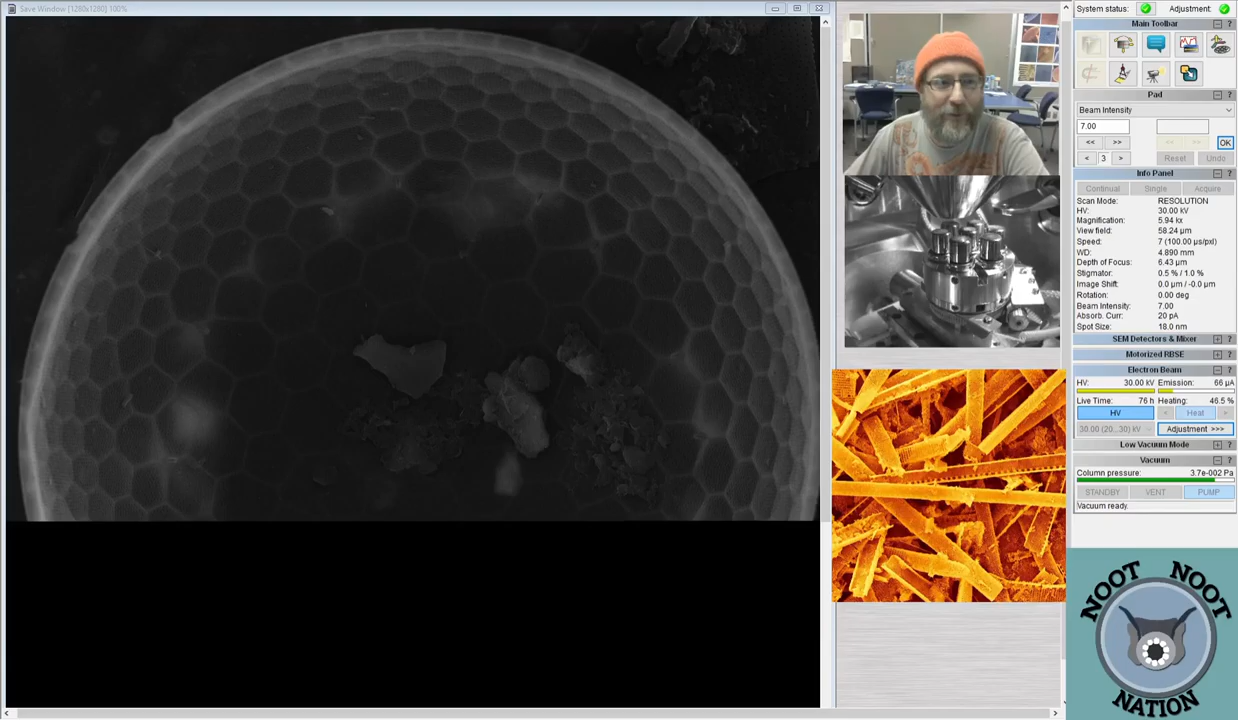 Save Window [1280x1280] 100%
System status:
Adjustment:
Main Toolbar
?
Pad
?
Beam Intensity
7.00
<< >>
<< >>
OK
< 3 >
Reset
Undo
Info Panel
?
Continual
Single
Acquire
Scan Mode: RESOLUTION
HV: 30.00 kV
Magnification: 5.94 kx
View field: 58.24 µm
Speed: 7 (100.00 µs/pxl)
WD: 4.890 mm
Depth of Focus: 6.43 µm
Stigmator: 0.5 % / 1.0 %
Image Shift: 0.0 µm / -0.0 µm
Rotation: 0.00 deg
Beam Intensity: 7.00
Absorb. Curr: 20 pA
Spot Size: 18.0 nm
SEM Detectors & Mixer
?
Motorized RBSE
?
Electron Beam
?
HV: 30.00 kV Emission: 66 µA
Live Time: 76 h Heating: 46.5 %
HV
<
Heat
>
30.00 (20...30) kV
Adjustment >>>
Low Vacuum Mode
?
Vacuum
?
Column pressure: 3.7e-002 Pa
STANDBY
VENT
PUMP
Vacuum ready.
NOOT NOOT
NATION